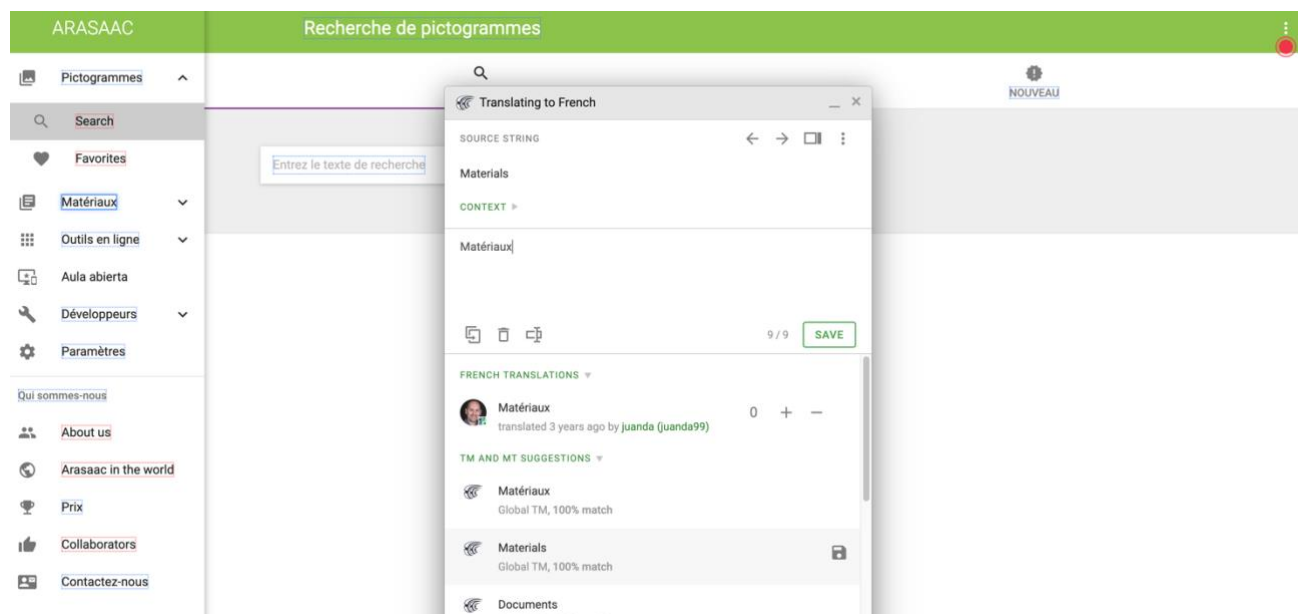 ARASAAC
Recherche de pictogrammes
Pictogrammes
Search
Favorites
Matériaux
Outils en ligne
Aula abierta
Développeurs
Paramètres
Qui sommes-nous
About us
Arasaac in the world
Prix
Collaborators
Contactez-nous
NOUVEAU
Entrez le texte de recherche
Translating to French
SOURCE STRING
Materials
CONTEXT
Matériaux
9 / 9 SAVE
FRENCH TRANSLATIONS
Matériaux
0
translated 3 years ago by juanda (juanda99)
TM AND MT SUGGESTIONS
Matériaux
Global TM, 100% match
Materials
Global TM, 100% match
Documents